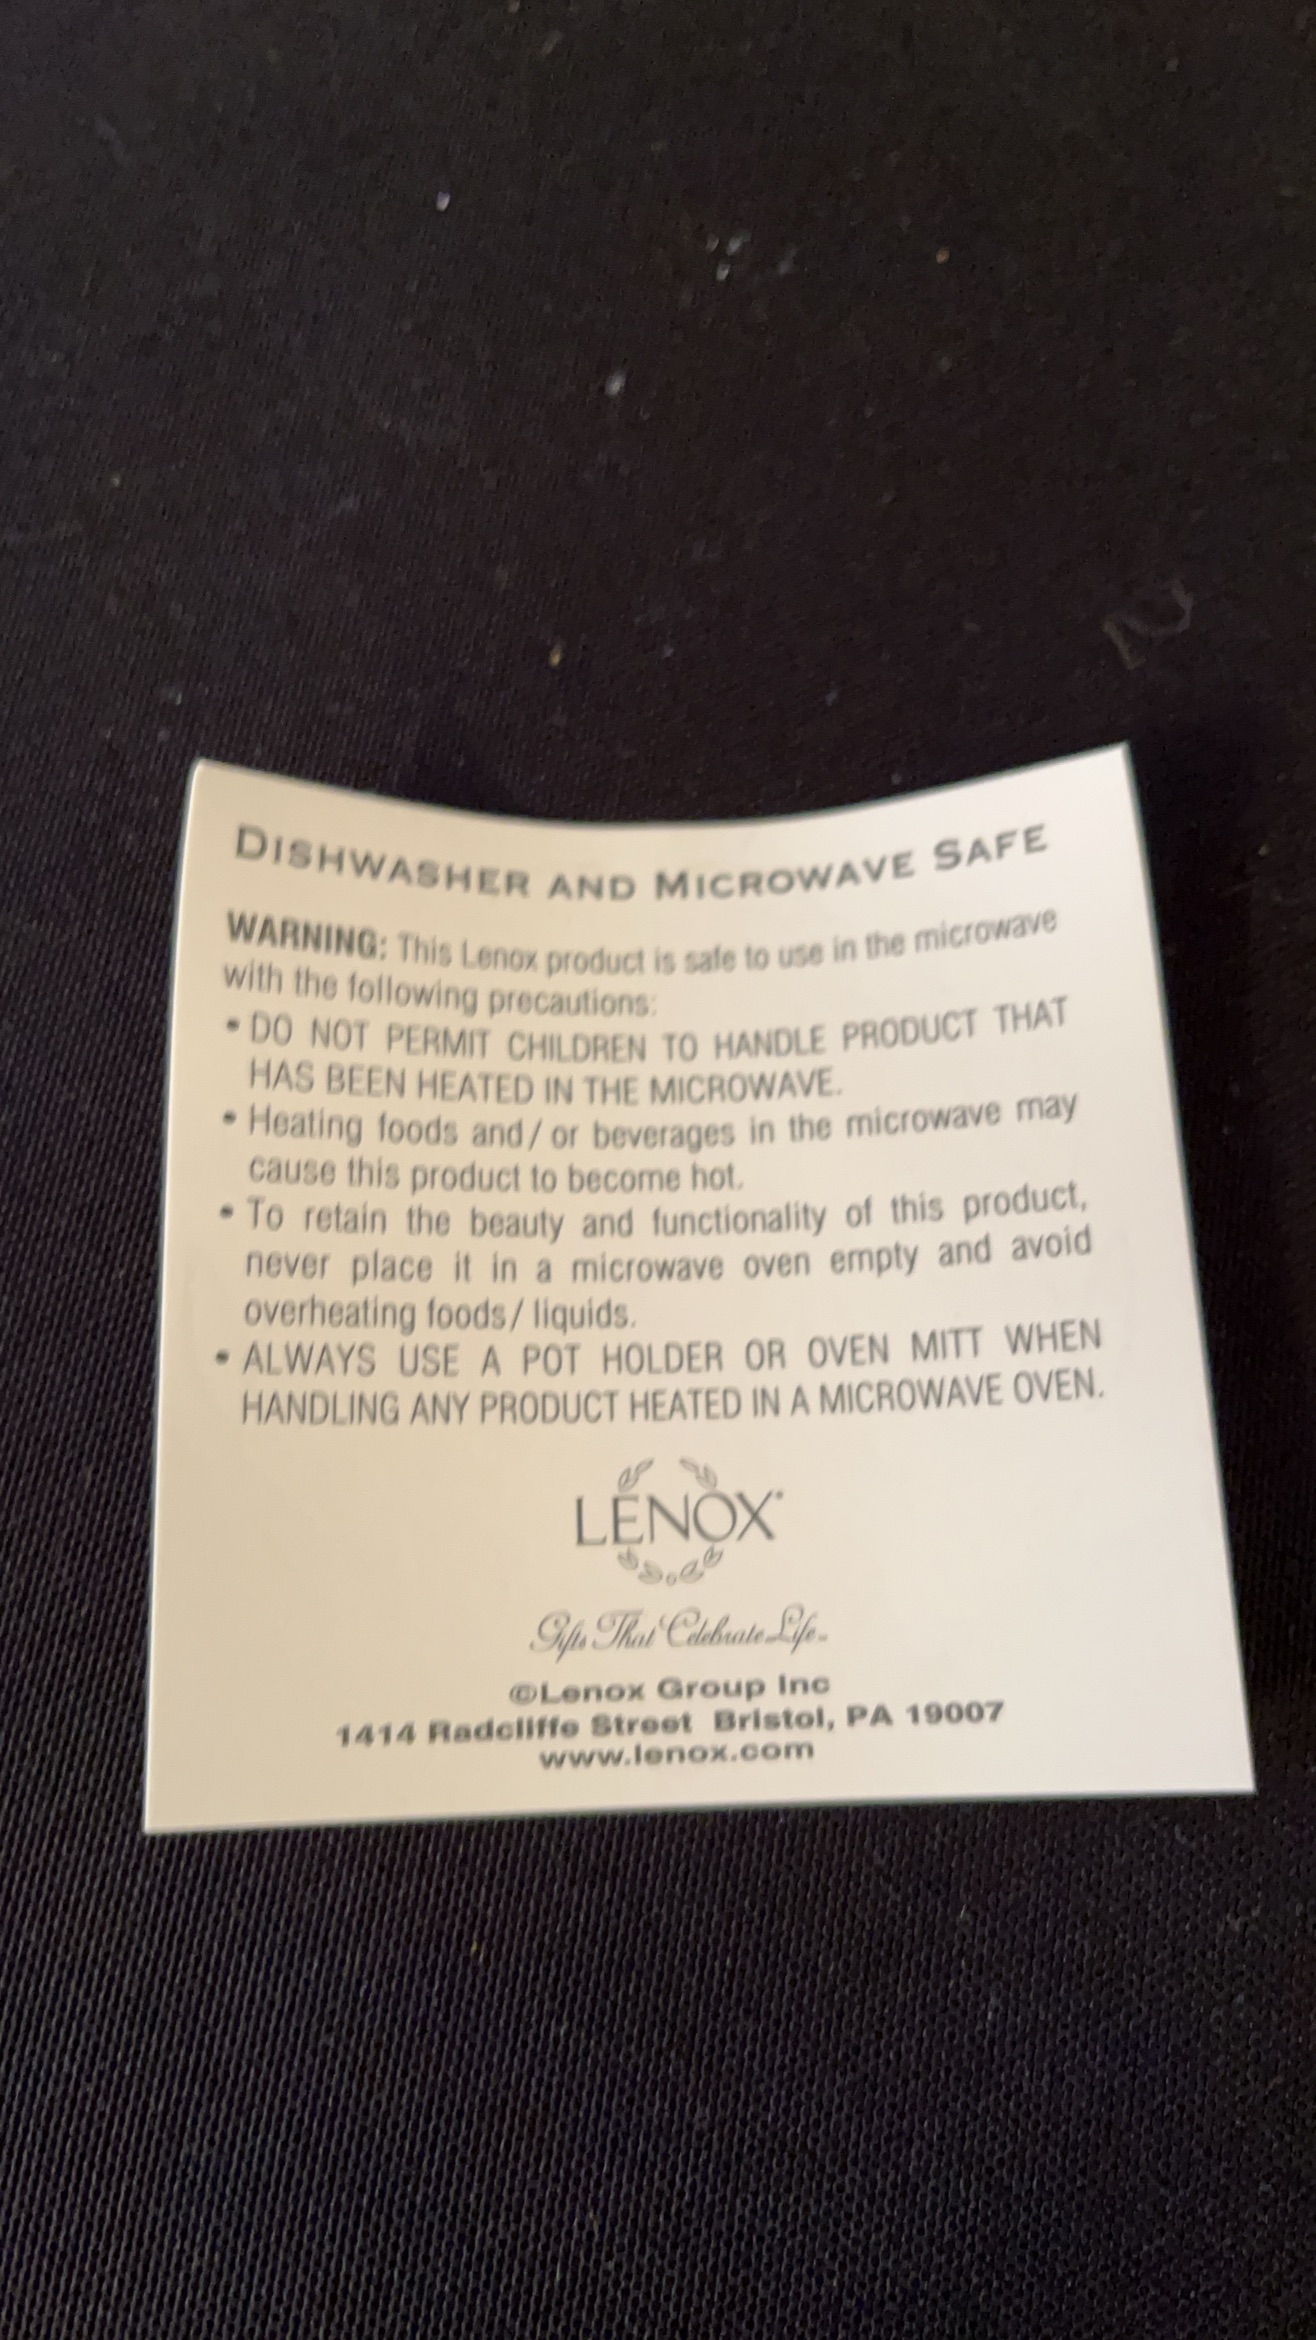 DISHWASHER AND MICROWAVE SAFE
WARNING: This Lenox product is safe to use in the microwave
with the following precautions:
• DO NOT PERMIT CHILDREN TO HANDLE PRODUCT THAT
HAS BEEN HEATED IN THE MICROWAVE.
• Heating foods and/ or beverages in the microwave may
cause this product to become hot.
• To retain the beauty and functionality of this product,
never place it in a microwave oven empty and avoid
overheating foods/ liquids.
• ALWAYS USE A POT HOLDER OR OVEN MITT WHEN
HANDLING ANY PRODUCT HEATED IN A MICROWAVE OVEN.
LENOX®
Gifts That Celebrate Life™
©Lenox Group Inc
1414 Radcliffe Street Bristol, PA 19007
www.lenox.com